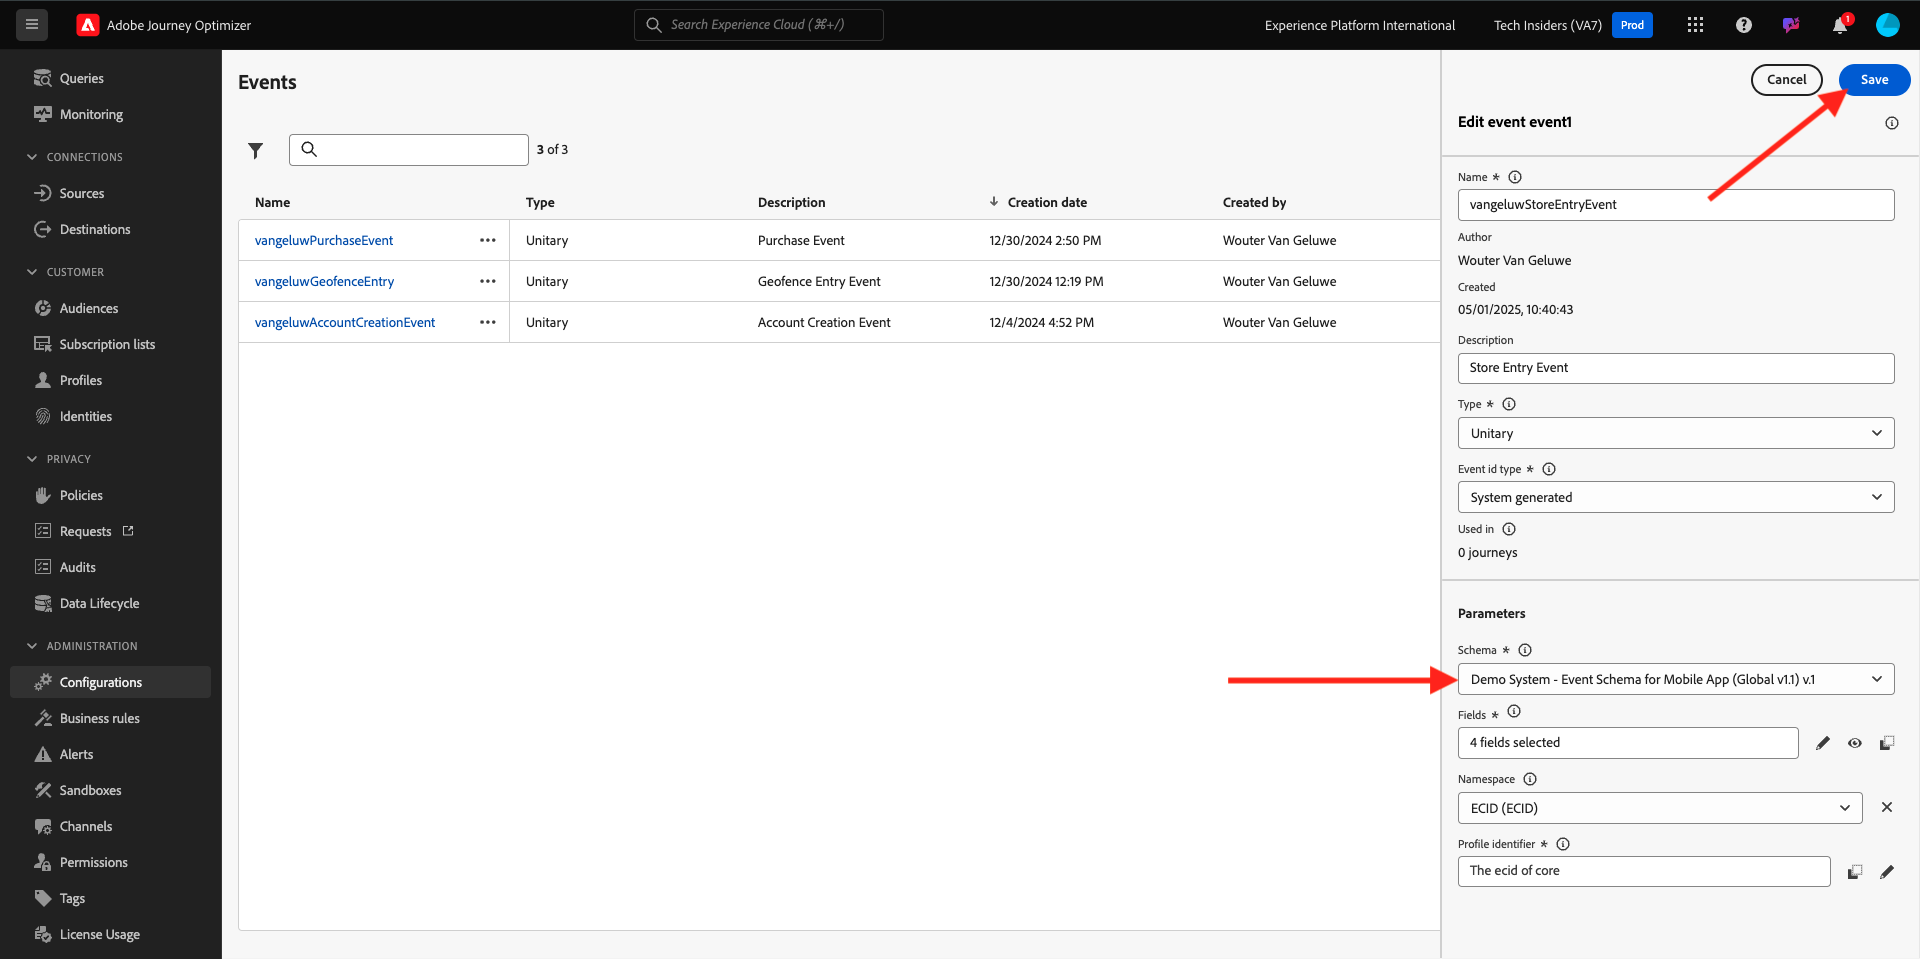 Adobe Journey Optimizer
Search Experience Cloud (⌘+/)
Experience Platform International
Tech Insiders (VA7)
Prod
1
Queries
Monitoring
CONNECTIONS
Sources
Destinations
CUSTOMER
Audiences
Subscription lists
Profiles
Identities
PRIVACY
Policies
Requests
Audits
Data Lifecycle
ADMINISTRATION
Configurations
Business rules
Alerts
Sandboxes
Channels
Permissions
Tags
License Usage
Events
3 of 3
Name Type Description Creation date Created by
vangeluwPurchaseEvent ••• Unitary Purchase Event 12/30/2024 2:50 PM Wouter Van Geluwe
vangeluwGeofenceEntry ••• Unitary Geofence Entry Event 12/30/2024 12:19 PM Wouter Van Geluwe
vangeluwAccountCreationEvent ••• Unitary Account Creation Event 12/4/2024 4:52 PM Wouter Van Geluwe
Cancel
Save
Edit event event1
Name *
vangeluwStoreEntryEvent
Author
Wouter Van Geluwe
Created
05/01/2025, 10:40:43
Description
Store Entry Event
Type *
Unitary
Event id type *
System generated
Used in
0 journeys
Parameters
Schema *
Demo System - Event Schema for Mobile App (Global v1.1) v.1
Fields *
4 fields selected
Namespace
ECID (ECID)
Profile identifier *
The ecid of core